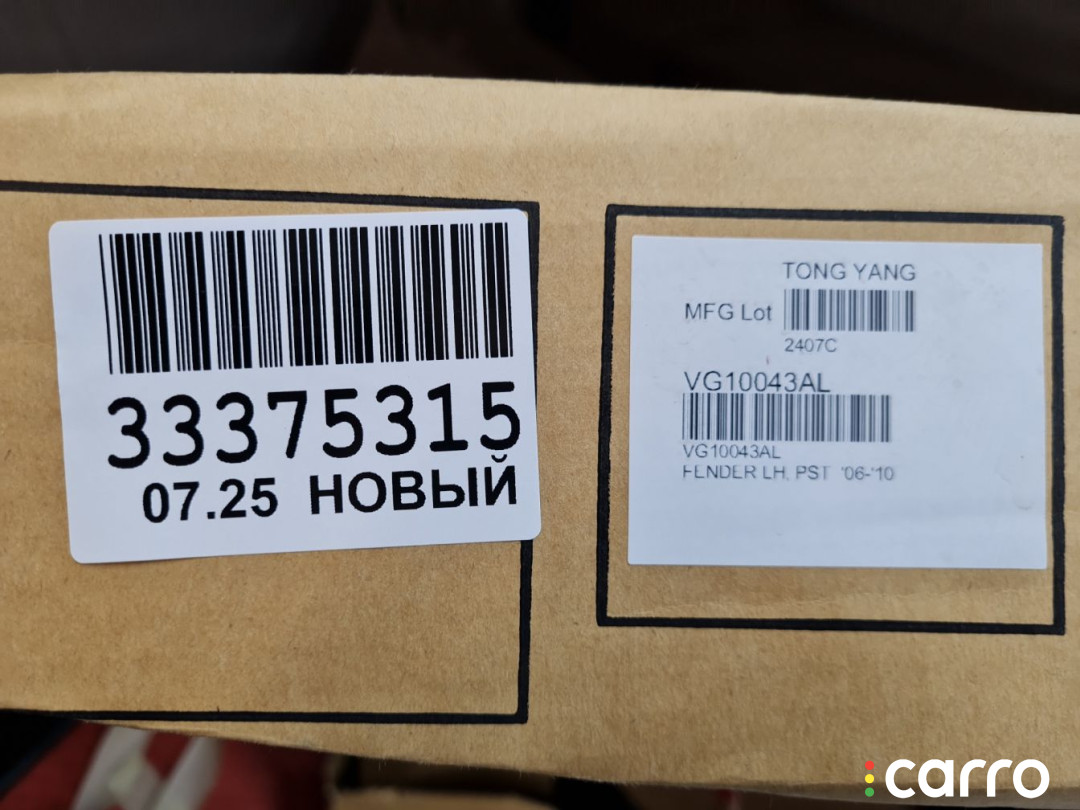 33375315
07.25 НОВЫЙ
TONG YANG
MFG Lot
2407C
VG10043AL
VG10043AL
FENDER LH, PST '06-'10
carro